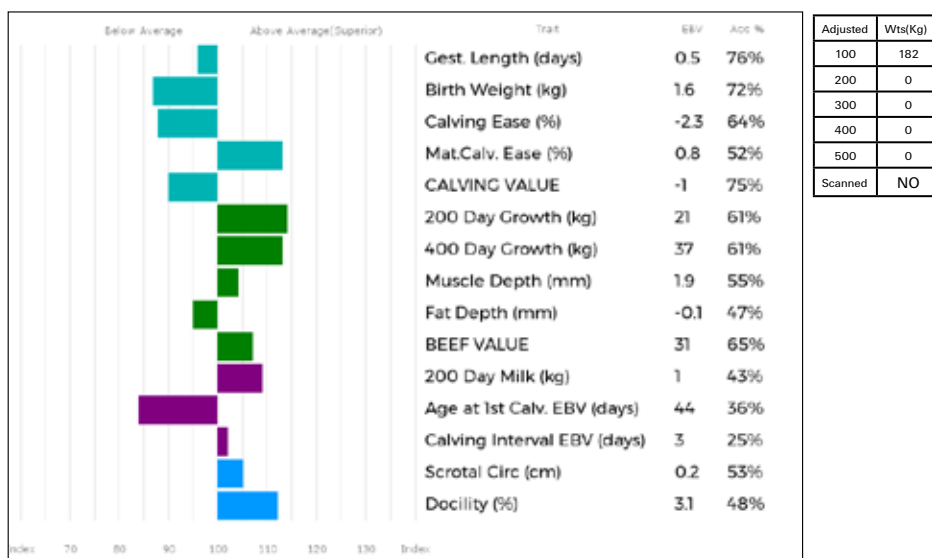 Below Average Above Average(Superior) Trait EBV Acc %
Gest. Length (days) 0.5 76%
Birth Weight (kg) 1.6 72%
Calving Ease (%) -2.3 64%
Mat.Calv. Ease (%) 0.8 52%
CALVING VALUE -1 75%
200 Day Growth (kg) 21 61%
400 Day Growth (kg) 37 61%
Muscle Depth (mm) 1.9 55%
Fat Depth (mm) -0.1 47%
BEEF VALUE 31 65%
200 Day Milk (kg) 1 43%
Age at 1st Calv. EBV (days) 44 36%
Calving Interval EBV (days) 3 25%
Scrotal Circ (cm) 0.2 53%
Docility (%) 3.1 48%
ndex 70 80 90 100 110 120 130 Index
Adjusted Wts(Kg)
100 182
200 0
300 0
400 0
500 0
Scanned NO